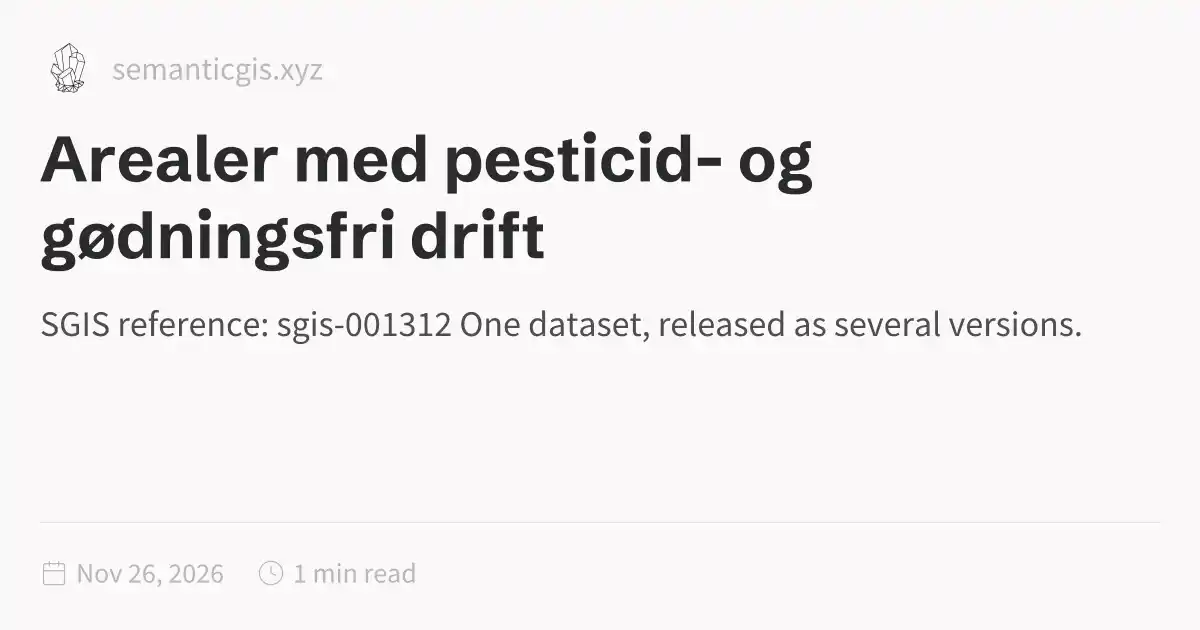 semanticgis.xyz
Arealer med pesticid- og
gødningsfri drift
SGIS reference: sgis-001312 One dataset, released as several versions.
Nov 26, 2026 1 min read